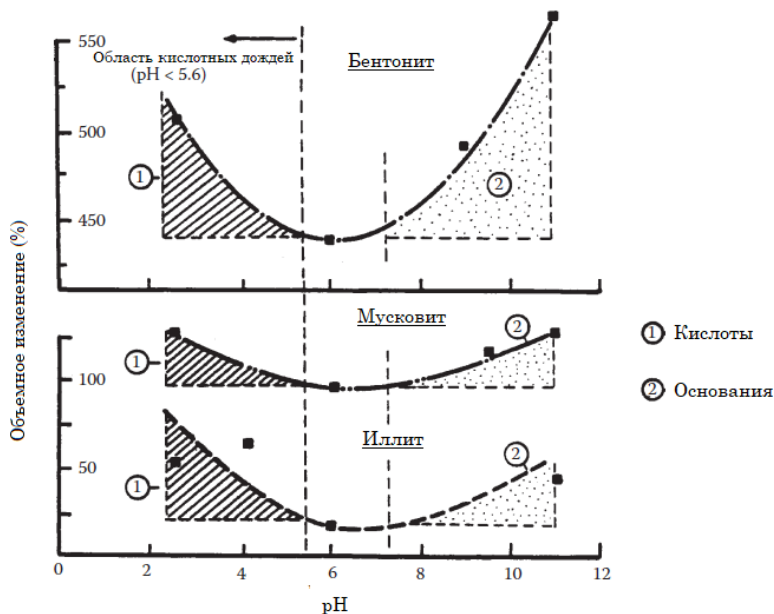 550
Область кислотных дождей
(pH < 5.6)
Бентонит
500
1
2
450
Мусковит
2
1
100
1 Кислоты
2 Основания
Объемное изменение (%)
Иллит
2
50
1
0
2
4
6
8
10
12
pH